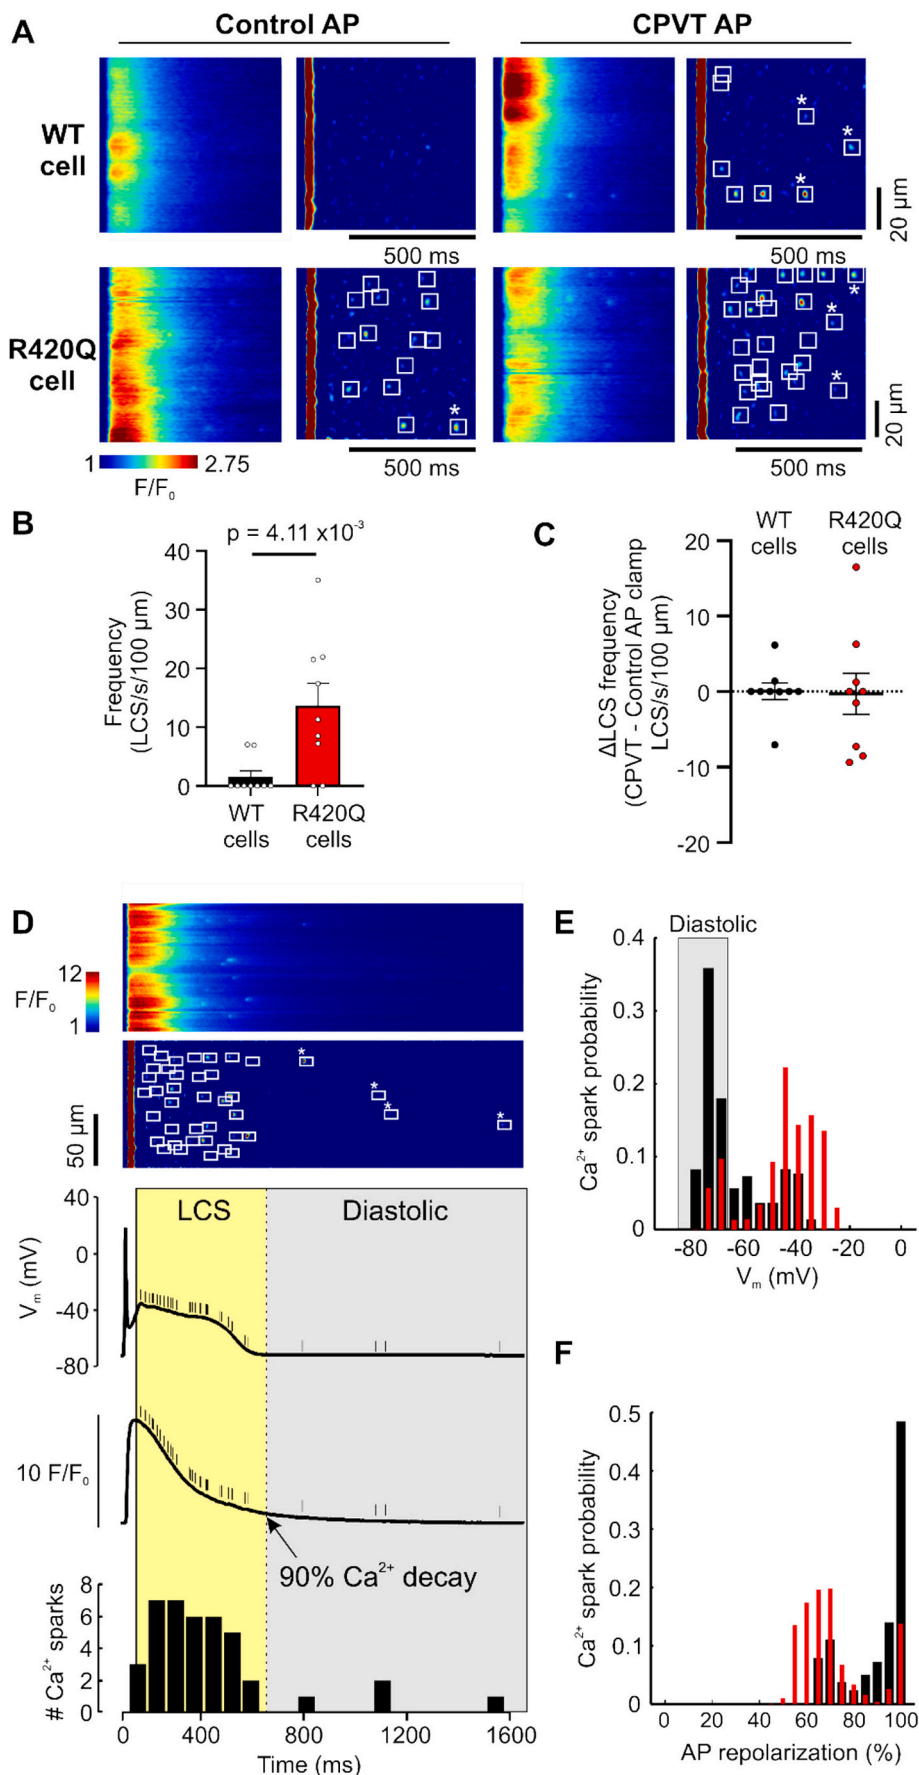 A
Control AP
CPVT AP
WT
cell
*
*
*
20 µm
500 ms
500 ms
R420Q
cell
*
*
*
*
20 µm
500 ms
500 ms
1
2.75
F/F₀
B
p = 4.11 x10⁻³
Frequency
(LCS/s/100 µm)
40
30
20
10
0
WT
cells
R420Q
cells
C
WT
cells
R420Q
cells
ΔLCS frequency
(CPVT - Control AP clamp
LCS/s/100 µm)
20
10
0
-10
-20
D
F/F₀
12
1
*
*
*
*
50 µm
LCS
Diastolic
Vₘ (mV)
40
0
-40
-80
10 F/F₀
90% Ca²⁺ decay
# Ca²⁺ sparks
8
6
4
2
0
0
400
800
1200
1600
Time (ms)
E
Diastolic
Ca²⁺ spark probability
0.4
0.3
0.2
0.1
0
-80
-60
-40
-20
0
Vₘ (mV)
F
Ca²⁺ spark probability
0.5
0.4
0.3
0.2
0.1
0
0
20
40
60
80
100
AP repolarization (%)